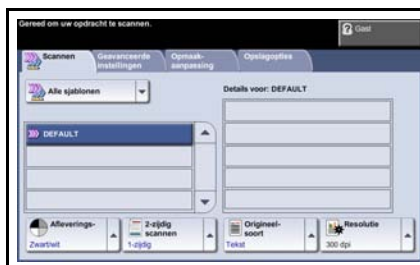 Gereed om uw opdracht te scannen.
Gast
Scannen
Geavanceerde
instellingen
Opmaak-
aanpassing
Opslagopties
Alle sjablonen
Details voor: DEFAULT
DEFAULT
Afleverings-
Zwart/wit
2-zijdig
scannen
1-zijdig
Origineel-
soort
Tekst
Resolutie
300 dpi